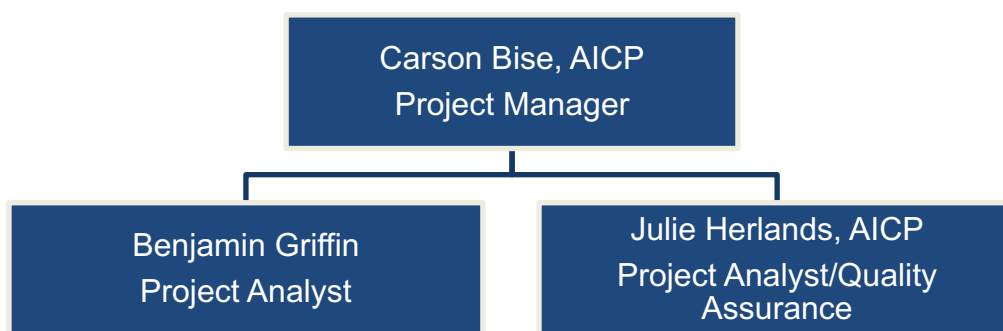 Carson Bise, AICP
Project Manager
Benjamin Griffin
Project Analyst
Julie Herlands, AICP
Project Analyst/Quality
Assurance